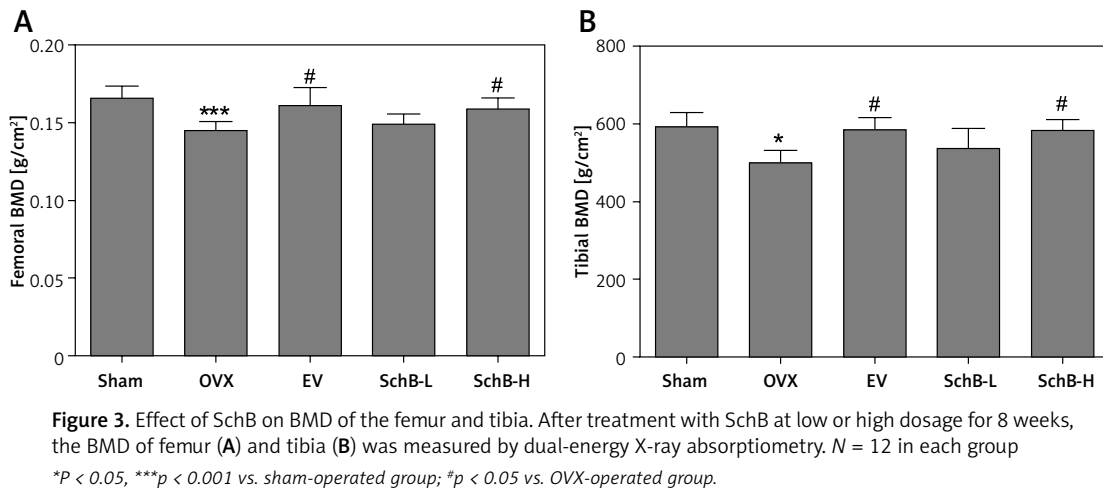 A
Femoral BMD [g/cm²]
0.20
0.15
0.10
0.05
0
***
#
#
Sham OVX EV SchB-L SchB-H
B
Tibial BMD [g/cm²]
800
600
400
200
0
*
#
#
Sham OVX EV SchB-L SchB-H
Figure 3. Effect of SchB on BMD of the femur and tibia. After treatment with SchB at low or high dosage for 8 weeks,
the BMD of femur (A) and tibia (B) was measured by dual-energy X-ray absorptiometry. N = 12 in each group
*P < 0.05, ***p < 0.001 vs. sham-operated group; #p < 0.05 vs. OVX-operated group.